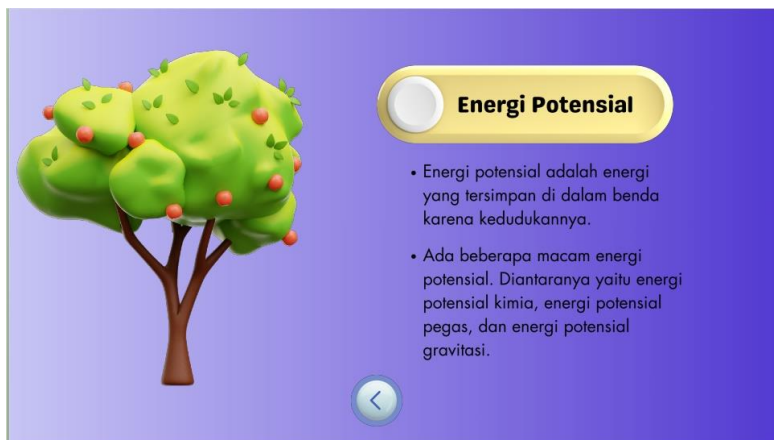 Energi Potensial
• Energi potensial adalah energi
yang tersimpan di dalam benda
karena kedudukannya.
• Ada beberapa macam energi
potensial. Diantaranya yaitu energi
potensial kimia, energi potensial
pegas, dan energi potensial
gravitasi.